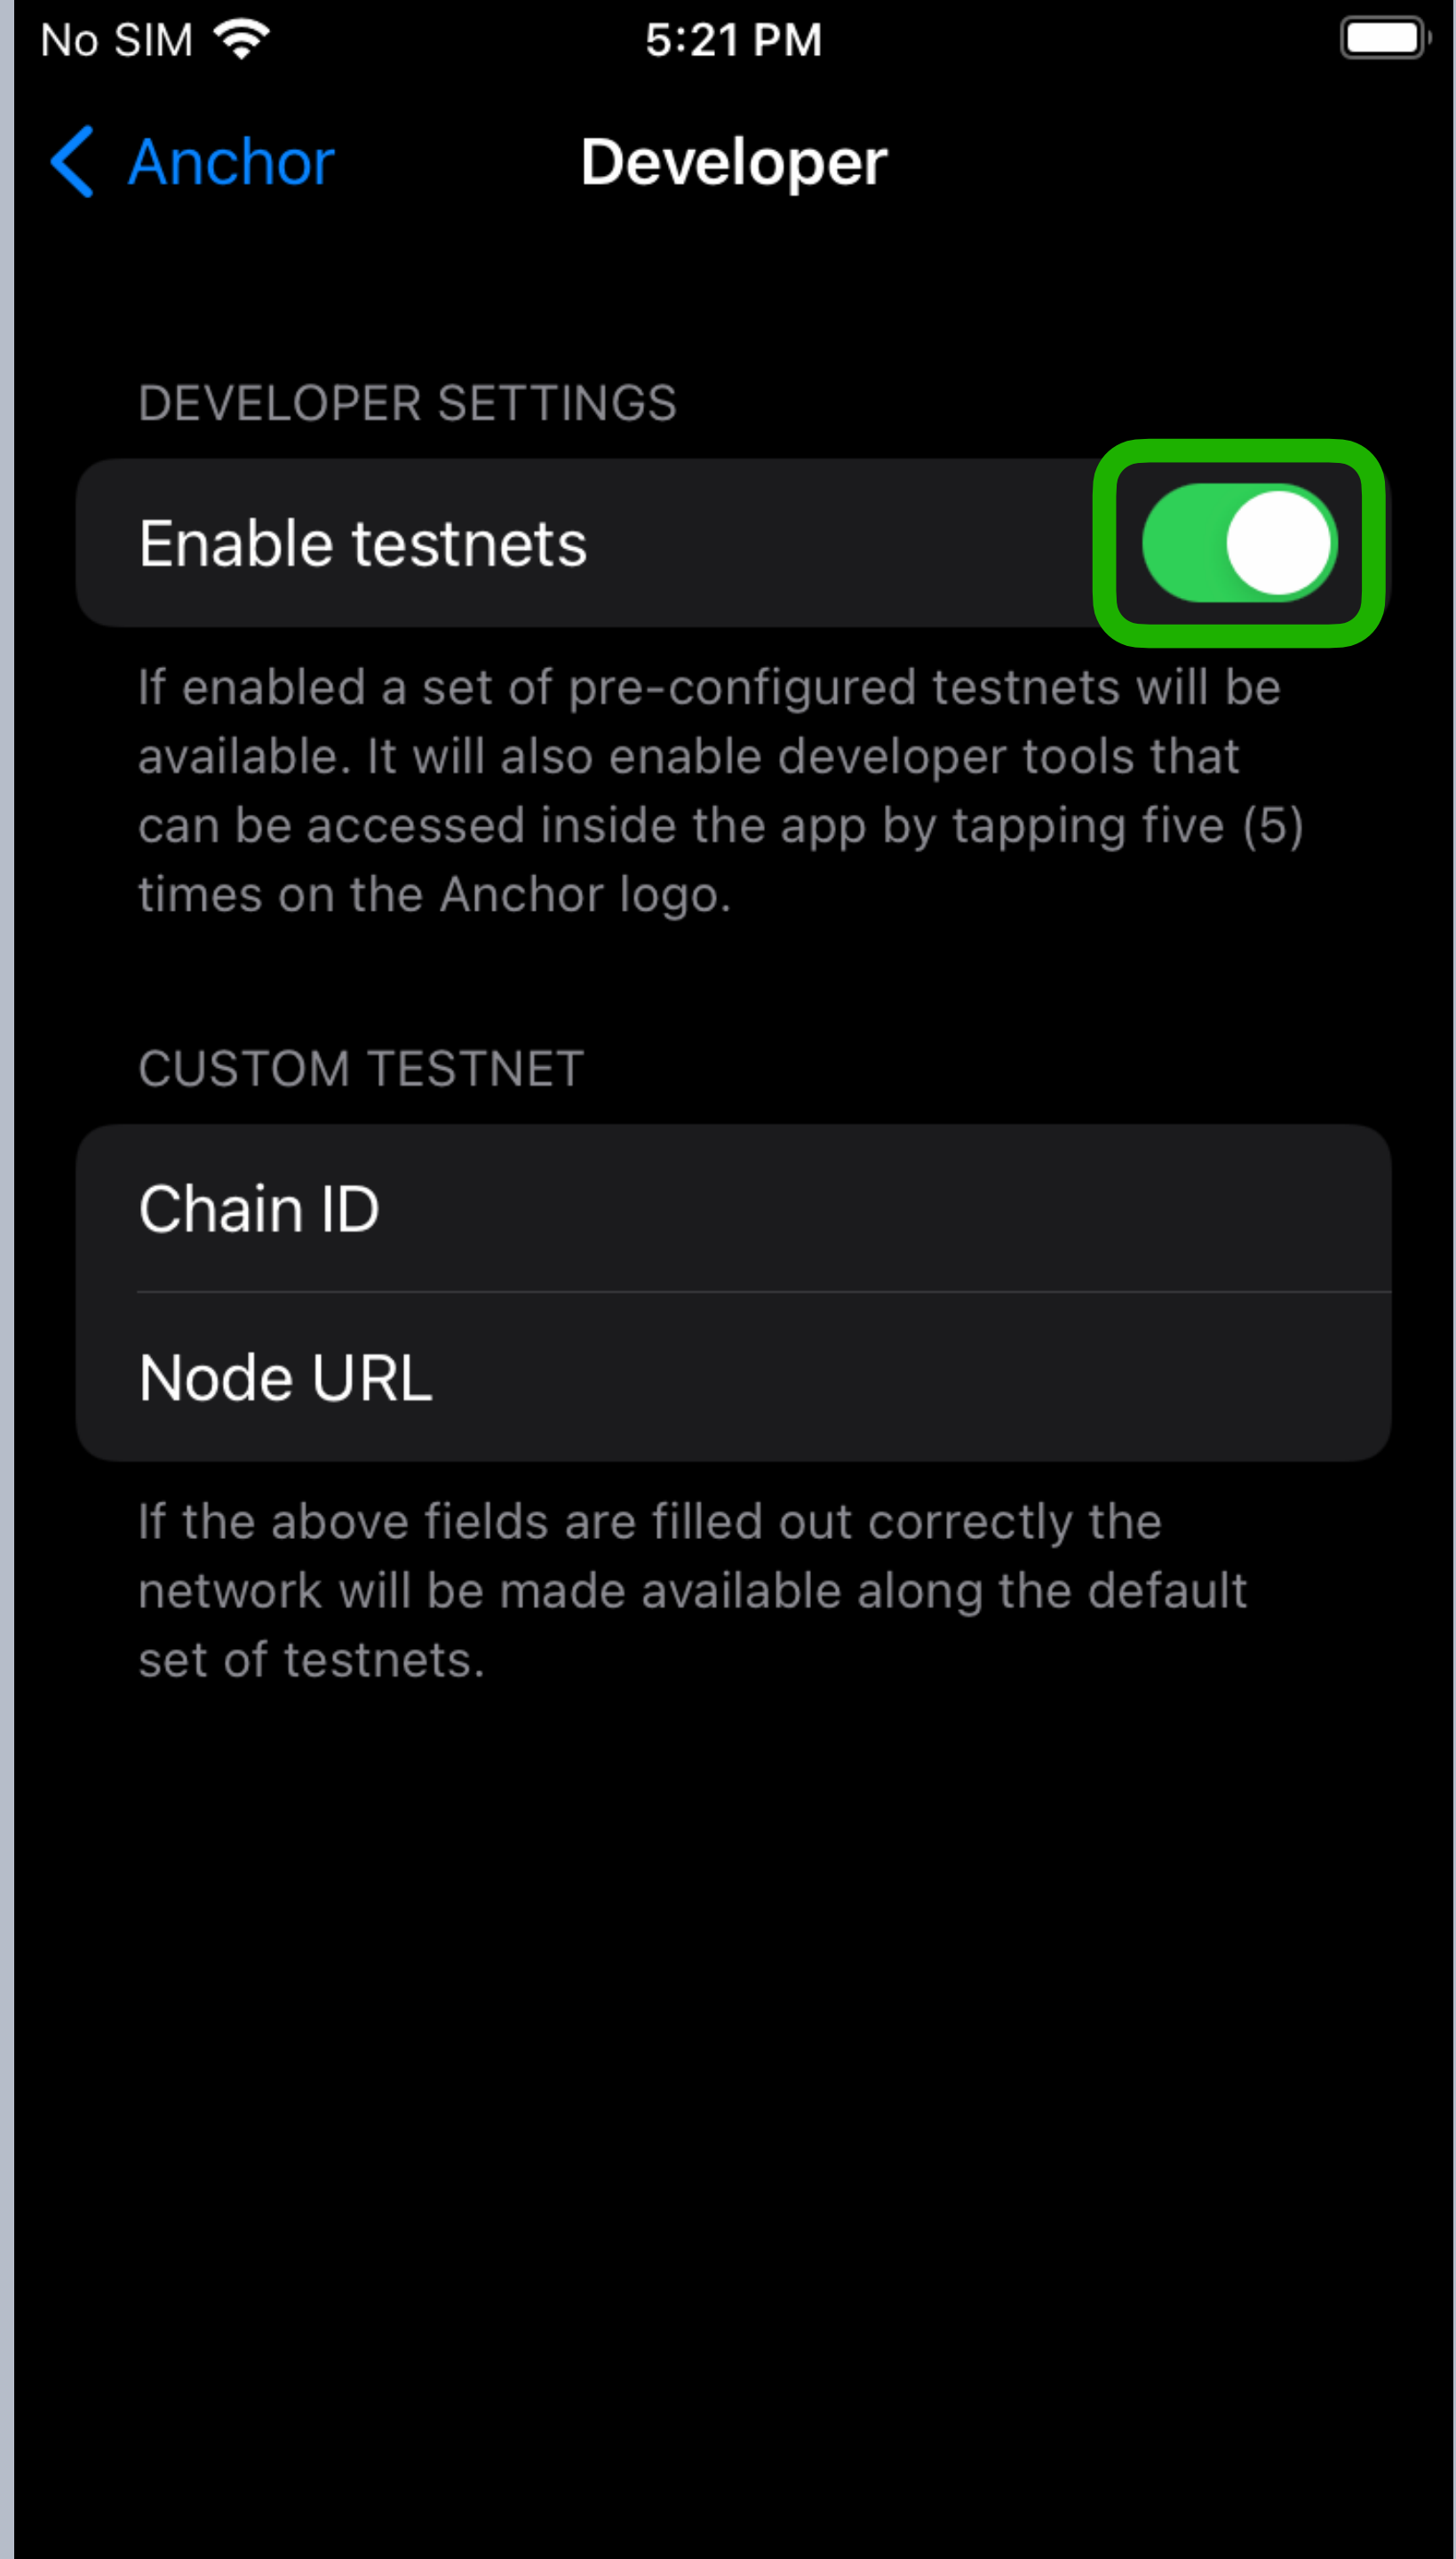 No SIM
5:21 PM
Anchor
Developer
DEVELOPER SETTINGS
Enable testnets
If enabled a set of pre-configured testnets will be
available. It will also enable developer tools that
can be accessed inside the app by tapping five (5)
times on the Anchor logo.
CUSTOM TESTNET
Chain ID
Node URL
If the above fields are filled out correctly the
network will be made available along the default
set of testnets.